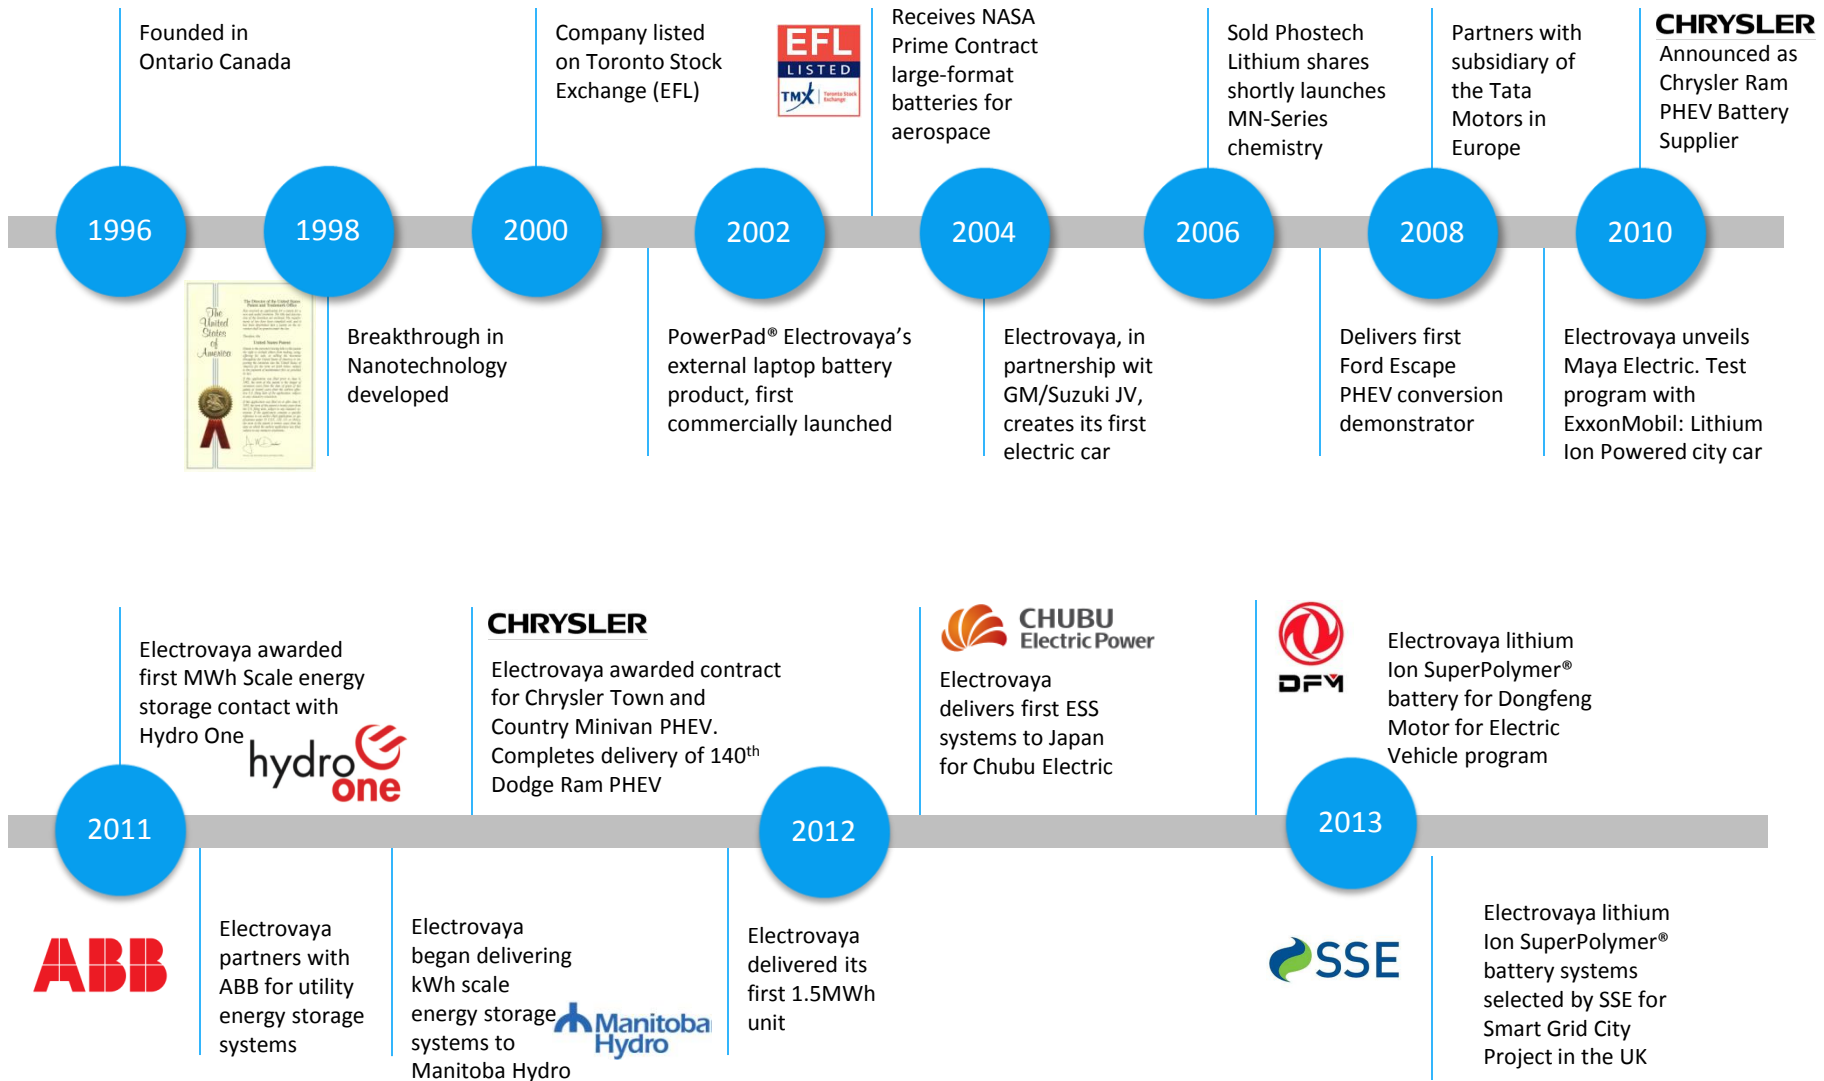 Founded in
Ontario Canada
Company listed
on Toronto Stock
Exchange (EFL)
EFL
LISTED
TMX
Toronto Stock
Exchange
Receives NASA
Prime Contract
large-format
batteries for
aerospace
Sold Phostech
Lithium shares
shortly launches
MN-Series
chemistry
Partners with
subsidiary of
the Tata
Motors in
Europe
CHRYSLER
Announced as
Chrysler Ram
PHEV Battery
Supplier
1996
1998
2000
2002
2004
2006
2008
2010
The
United
States
of
America
Breakthrough in
Nanotechnology
developed
PowerPad® Electrovaya’s
external laptop battery
product, first
commercially launched
Electrovaya, in
partnership wit
GM/Suzuki JV,
creates its first
electric car
Delivers first
Ford Escape
PHEV conversion
demonstrator
Electrovaya unveils
Maya Electric. Test
program with
ExxonMobil: Lithium
Ion Powered city car
Electrovaya awarded
first MWh Scale energy
storage contact with
Hydro One
hydro
one
CHRYSLER
Electrovaya awarded contract
for Chrysler Town and
Country Minivan PHEV.
Completes delivery of 140th
Dodge Ram PHEV
CHUBU
Electric Power
Electrovaya
delivers first ESS
systems to Japan
for Chubu Electric
DFM
Electrovaya lithium
Ion SuperPolymer®
battery for Dongfeng
Motor for Electric
Vehicle program
2011
2012
2013
ABB
Electrovaya
partners with
ABB for utility
energy storage
systems
Electrovaya
began delivering
kWh scale
energy storage
systems to
Manitoba Hydro
Manitoba
Hydro
Electrovaya
delivered its
first 1.5MWh
unit
SSE
Electrovaya lithium
Ion SuperPolymer®
battery systems
selected by SSE for
Smart Grid City
Project in the UK